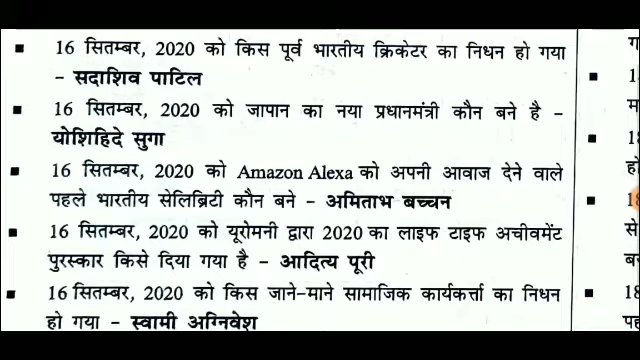 16 सितम्बर, 2020 को किस पूर्व भारतीय क्रिकेटर का निधन हो गया
– सदाशिव पाटिल
16 सितम्बर, 2020 को जापान का नया प्रधानमंत्री कौन बने है –
योशिहिदे सुगा
16 सितम्बर, 2020 को Amazon Alexa को अपनी आवाज देने वाले
पहले भारतीय सेलिब्रिटी कौन बने – अमिताभ बच्चन
16 सितम्बर, 2020 को यूरोमनी द्वारा 2020 का लाइफ टाइफ अचीवमेंट
पुरस्कार किसे दिया गया है – आदित्य पूरी
16 सितम्बर, 2020 को किस जाने-माने सामाजिक कार्यकर्त्ता का निधन
हो गया – स्वामी अग्निवेश